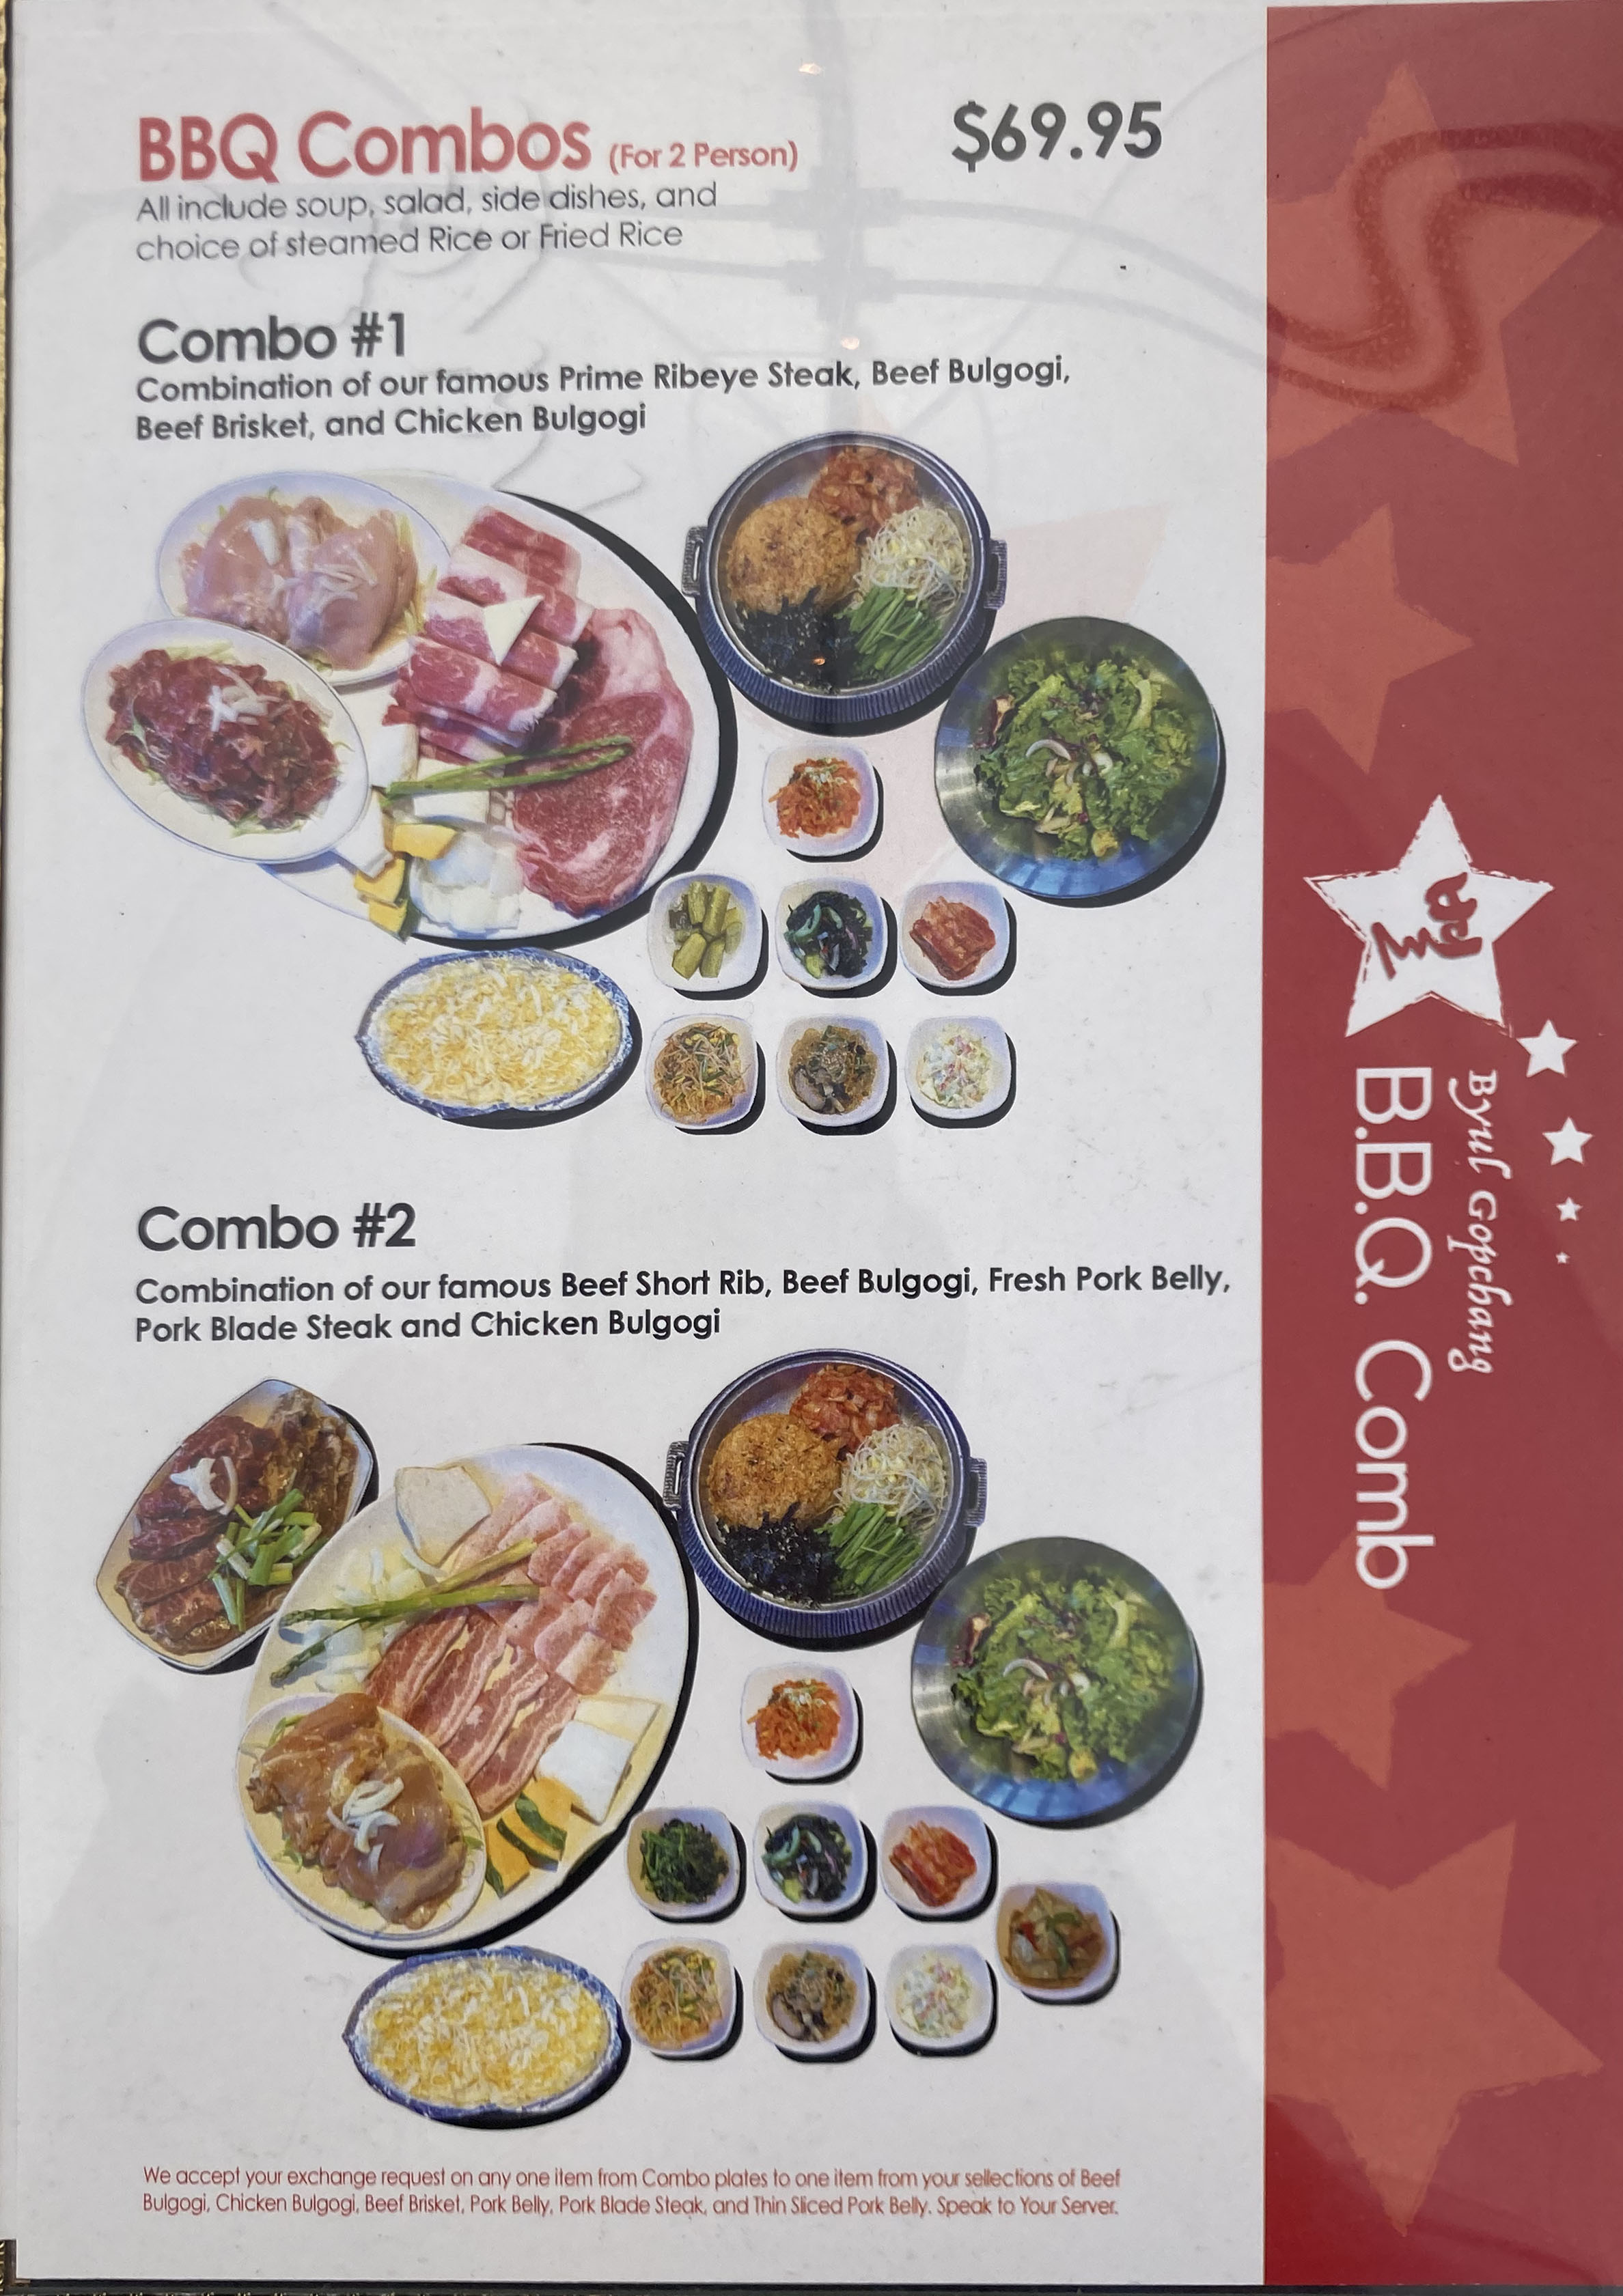 BBQ Combos (For 2 Person) $69.95
All include soup, salad, side dishes, and
choice of steamed Rice or Fried Rice
Combo #1
Combination of our famous Prime Ribeye Steak, Beef Bulgogi,
Beef Brisket, and Chicken Bulgogi
Combo #2
Combination of our famous Beef Short Rib, Beef Bulgogi, Fresh Pork Belly,
Pork Blade Steak and Chicken Bulgogi
We accept your exchange request on any one item from Combo plates to one item from your sellections of Beef
Bulgogi, Chicken Bulgogi, Beef Brisket, Pork Belly, Pork Blade Steak, and Thin Sliced Pork Belly. Speak to Your Server.
별
Byul Gopchang
B.B.Q. Comb